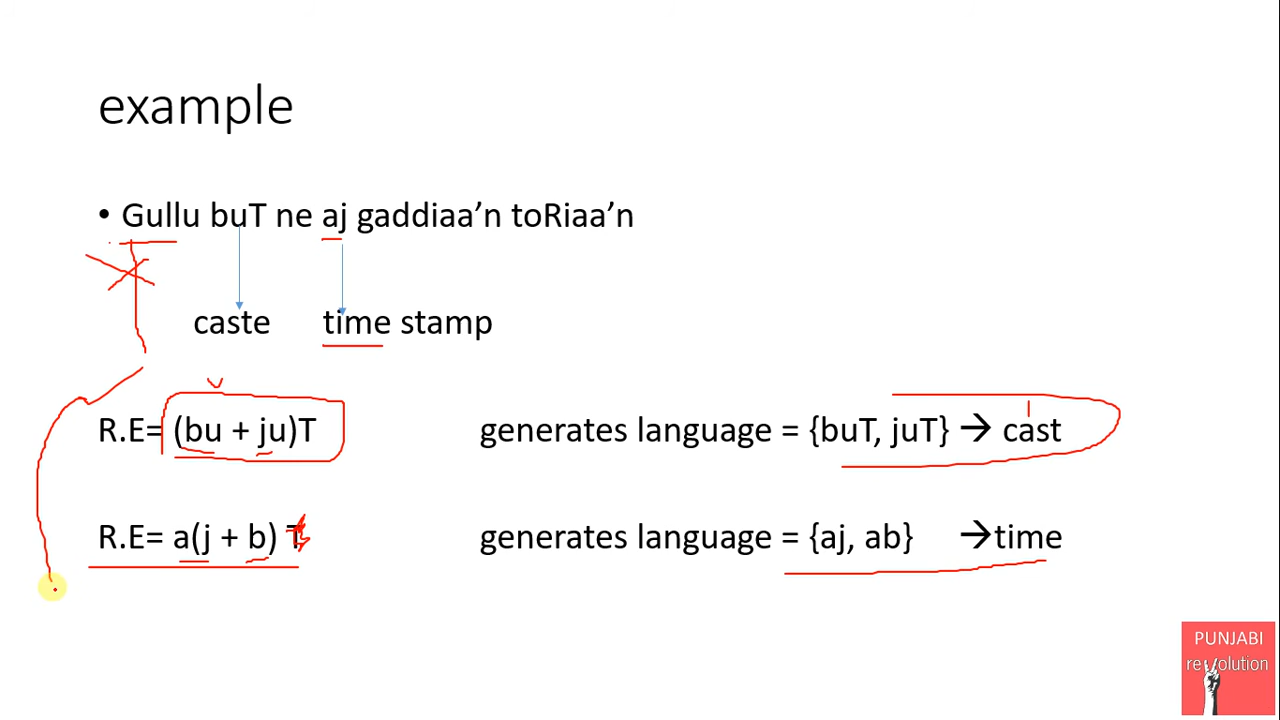 example
• Gullu buT ne aj gaddiaa’n toRiaa’n
caste time stamp
R.E= (bu + ju)T generates language = {buT, juT} → cast
R.E= a(j + b) T generates language = {aj, ab} →time
PUNJABI
revolution